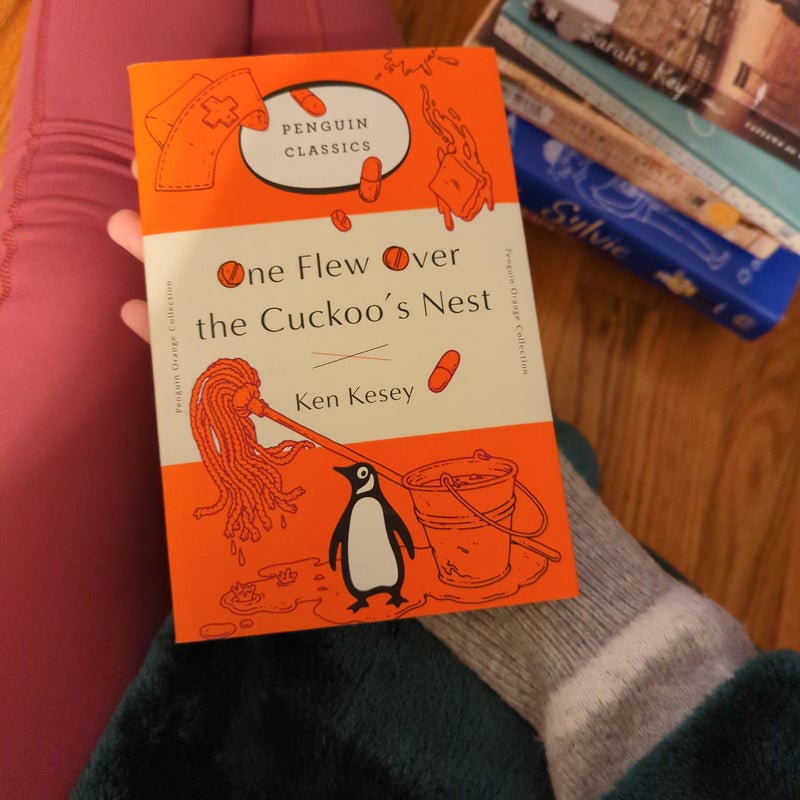 PENGUIN
CLASSICS
One Flew Over
the Cuckoo's Nest
Ken Kesey
Penguin Orange Collection
Penguin Orange Collection
Sarah's Key
Sylvie